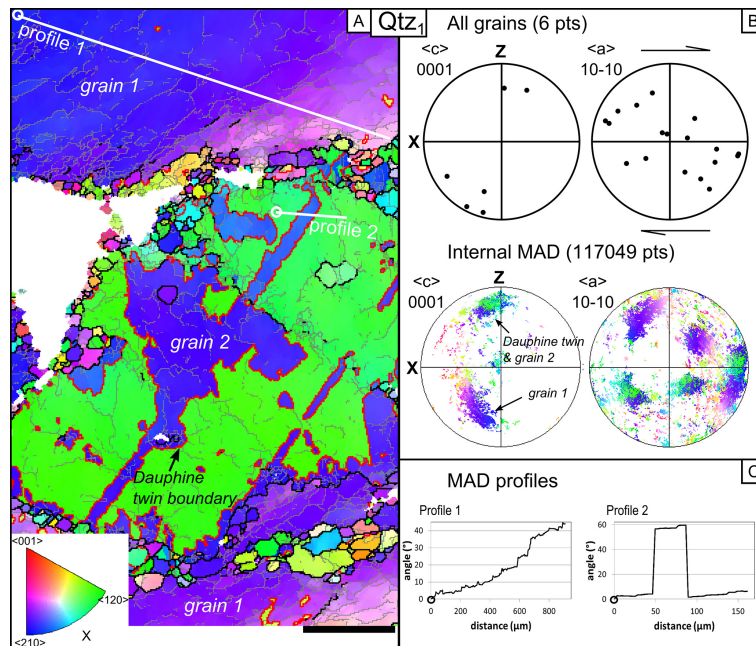 A
Qtz1
profile 1
grain 1
profile 2
grain 2
Dauphine
twin boundary
grain 1
<001>
<120>
<210>
X
B
All grains (6 pts)
<c>
0001
Z
<a>
10-10
X
Internal MAD (117049 pts)
<c>
0001
Z
<a>
10-10
Dauphine twin
& grain 2
X
grain 1
C
MAD profiles
Profile 1
angle (°)
40
30
20
10
0
0
200
400
600
800
distance (µm)
Profile 2
angle (°)
60
40
20
0
0
50
100
150
distance (µm)